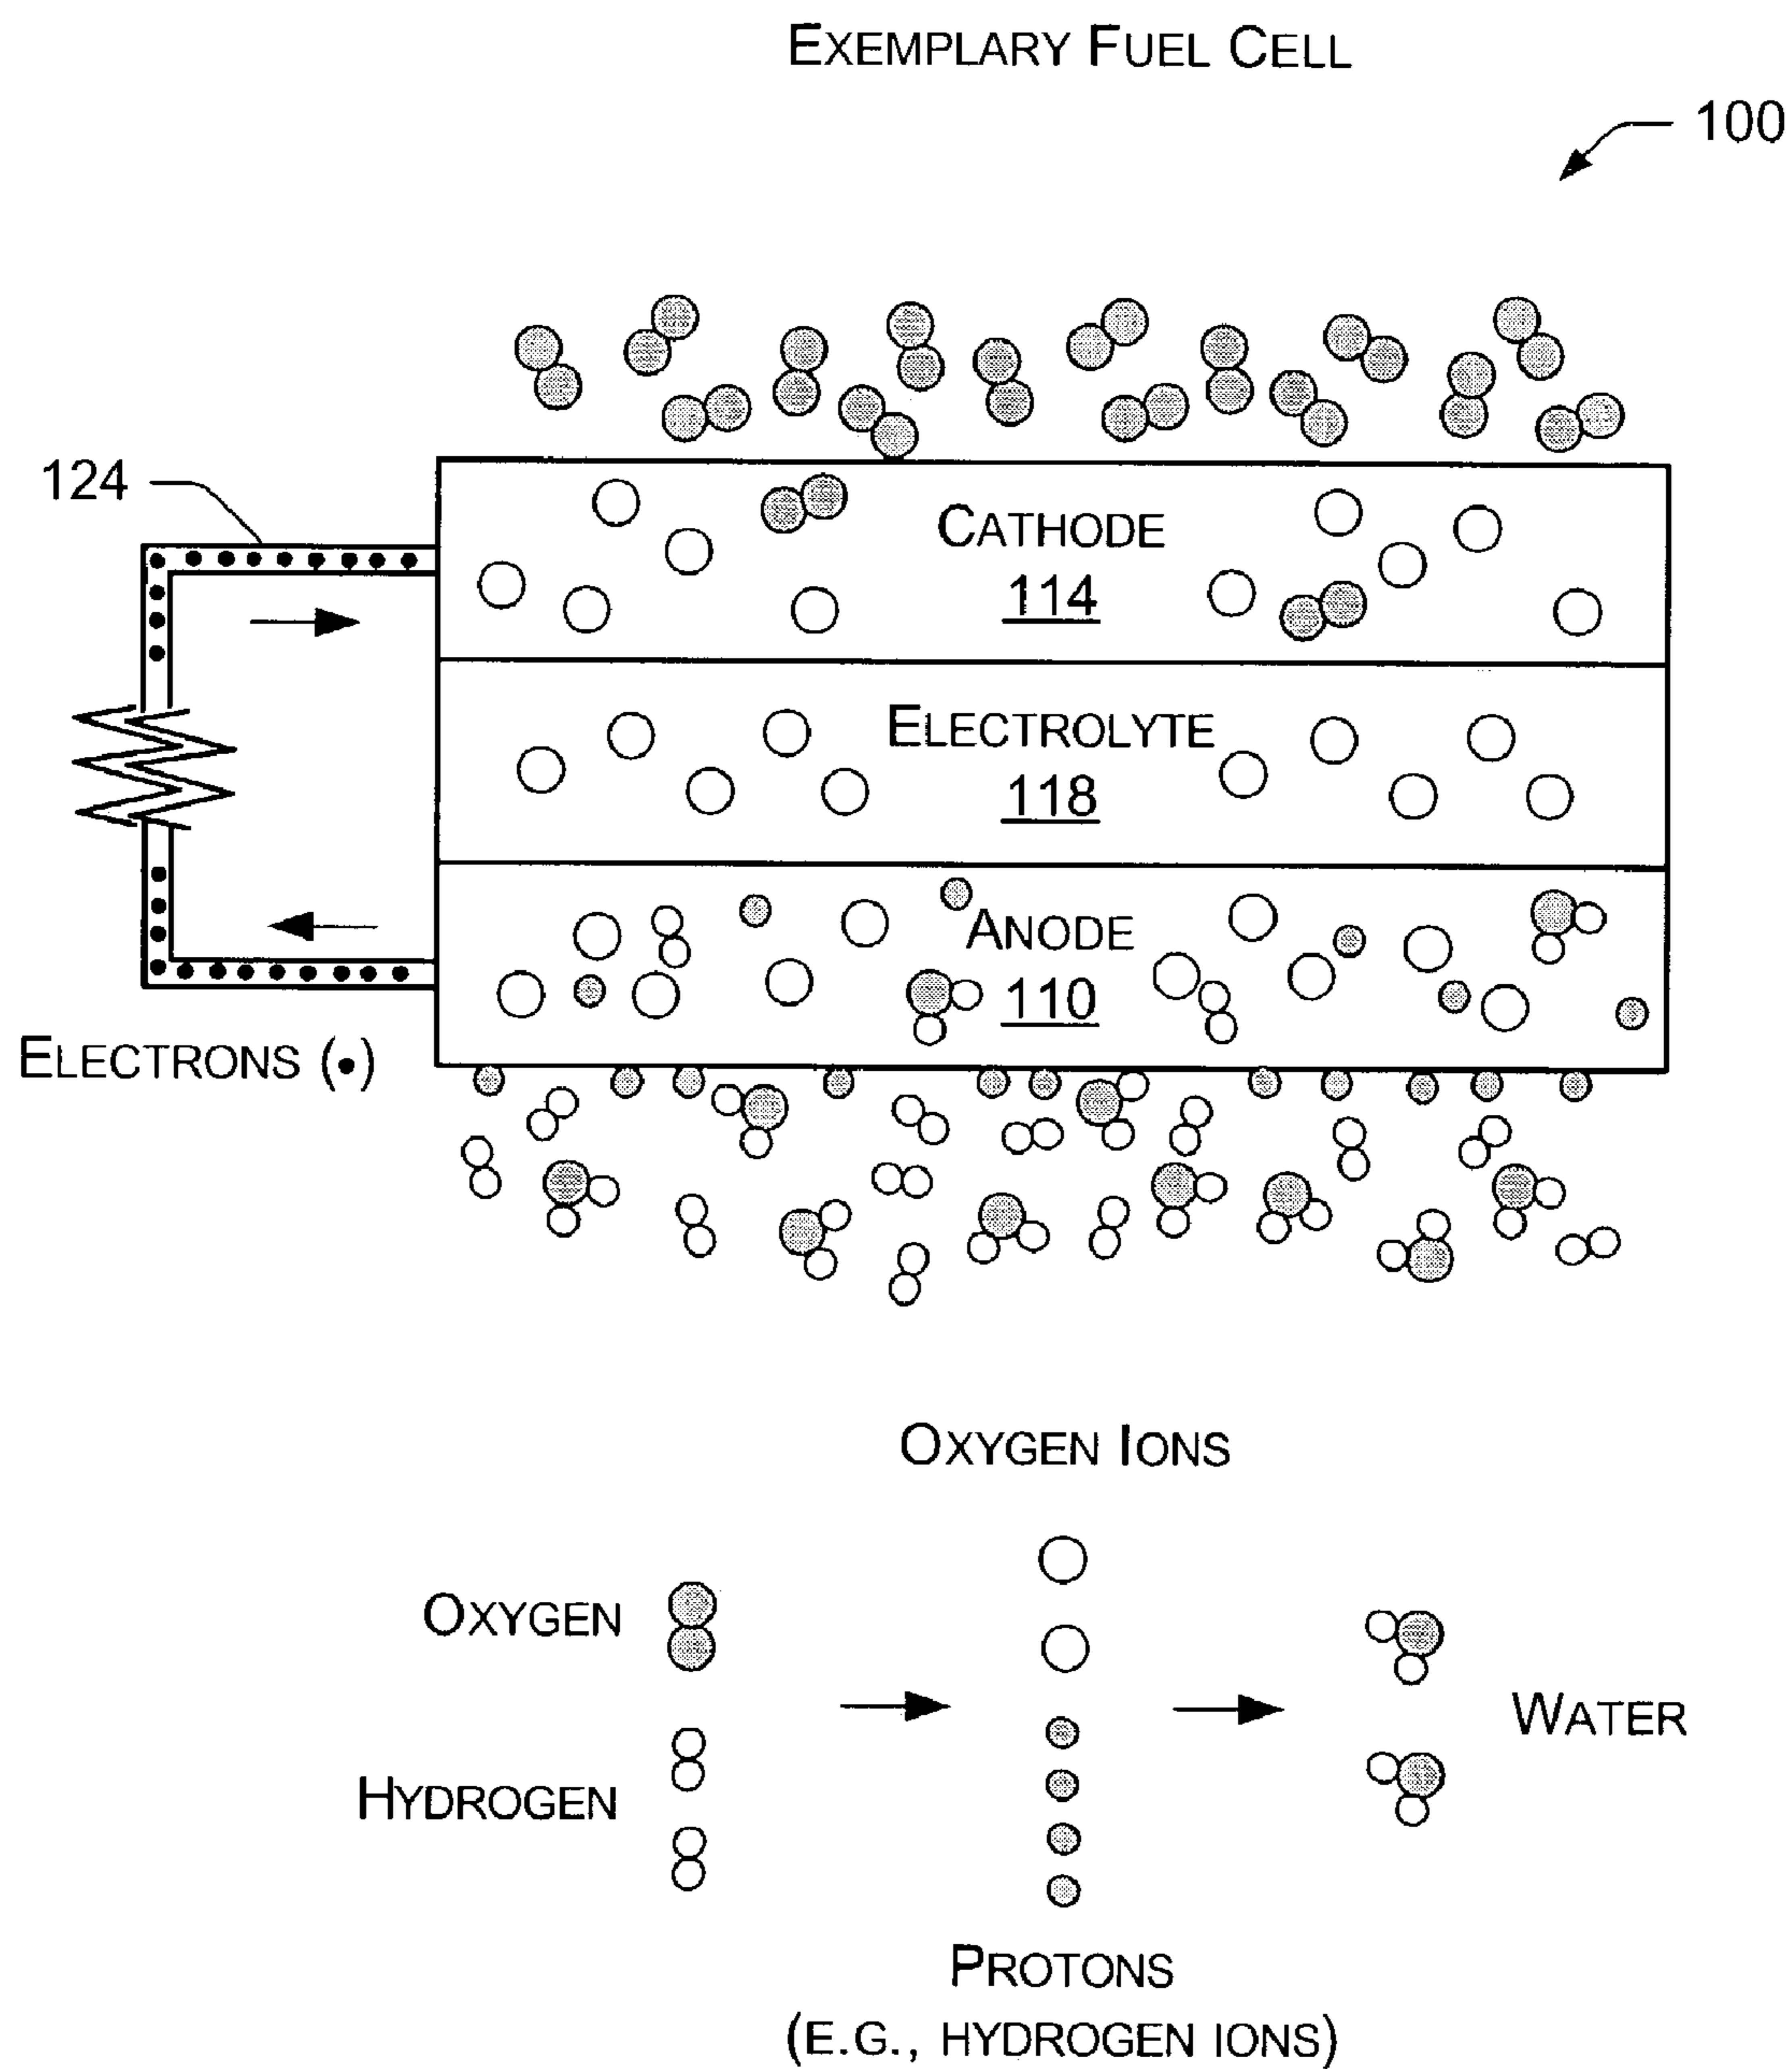 EXEMPLARY FUEL CELL
100
124
CATHODE
114
ELECTROLYTE
118
ANODE
110
ELECTRONS (•)
OXYGEN IONS
OXYGEN
HYDROGEN
WATER
PROTONS
(E.G., HYDROGEN IONS)